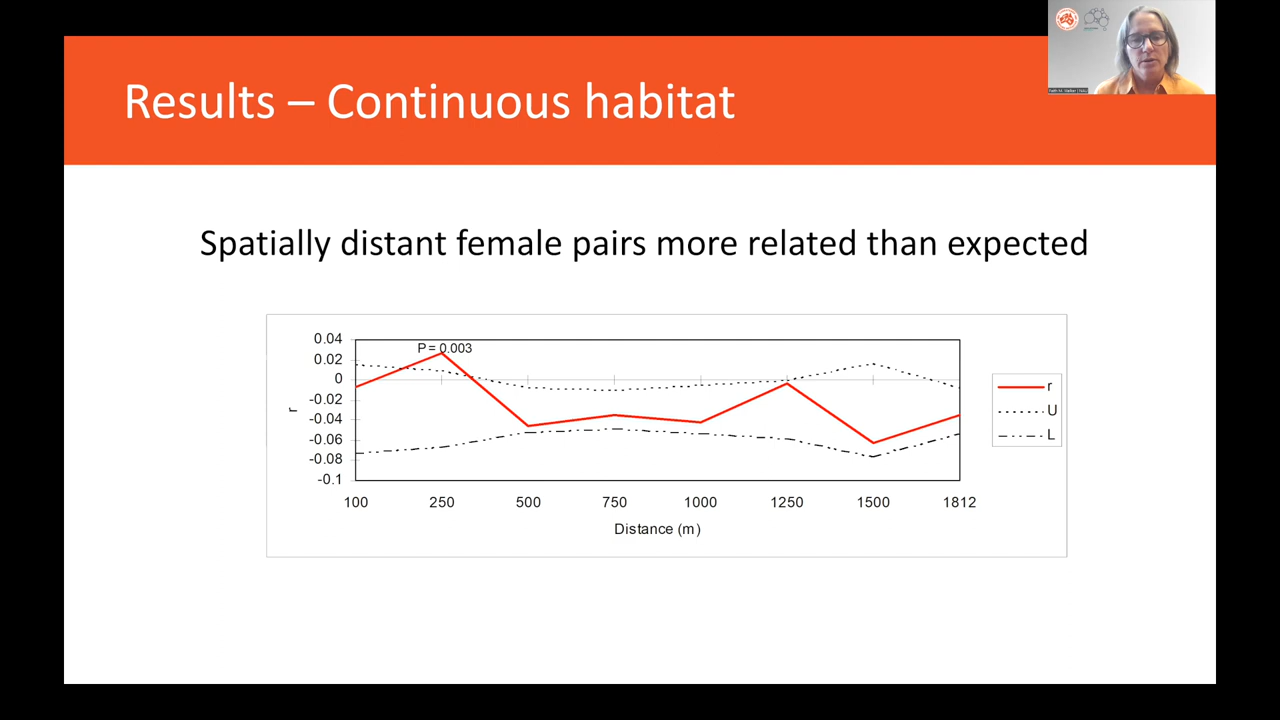 Results – Continuous habitat
Spatially distant female pairs more related than expected
0.04
0.02
0
-0.02
-0.04
-0.06
-0.08
-0.1
r
P = 0.003
100 250 500 750 1000 1250 1500 1812
Distance (m)
r
U
L